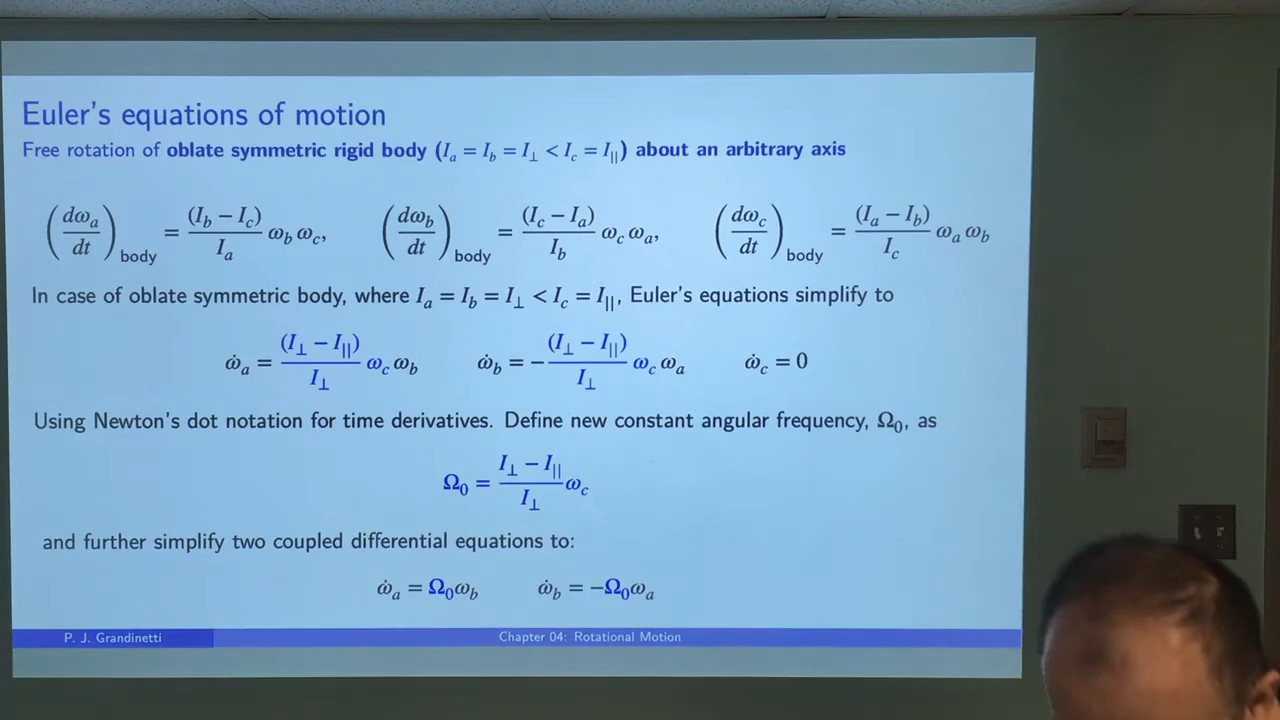 Euler's equations of motion
Free rotation of oblate symmetric rigid body (I_a = I_b = I_⊥ < I_c = I_||) about an arbitrary axis
(dω_a/dt)_body = (I_b − I_c)/I_a ω_b ω_c, (dω_b/dt)_body = (I_c − I_a)/I_b ω_c ω_a, (dω_c/dt)_body = (I_a − I_b)/I_c ω_a ω_b
In case of oblate symmetric body, where I_a = I_b = I_⊥ < I_c = I_||, Euler's equations simplify to
ω̇_a = (I_⊥ − I_||)/I_⊥ ω_c ω_b ω̇_b = −(I_⊥ − I_||)/I_⊥ ω_c ω_a ω̇_c = 0
Using Newton's dot notation for time derivatives. Define new constant angular frequency, Ω_0, as
Ω_0 = (I_⊥ − I_||)/I_⊥ ω_c
and further simplify two coupled differential equations to:
ω̇_a = Ω_0ω_b ω̇_b = −Ω_0ω_a
P. J. Grandinetti Chapter 04: Rotational Motion